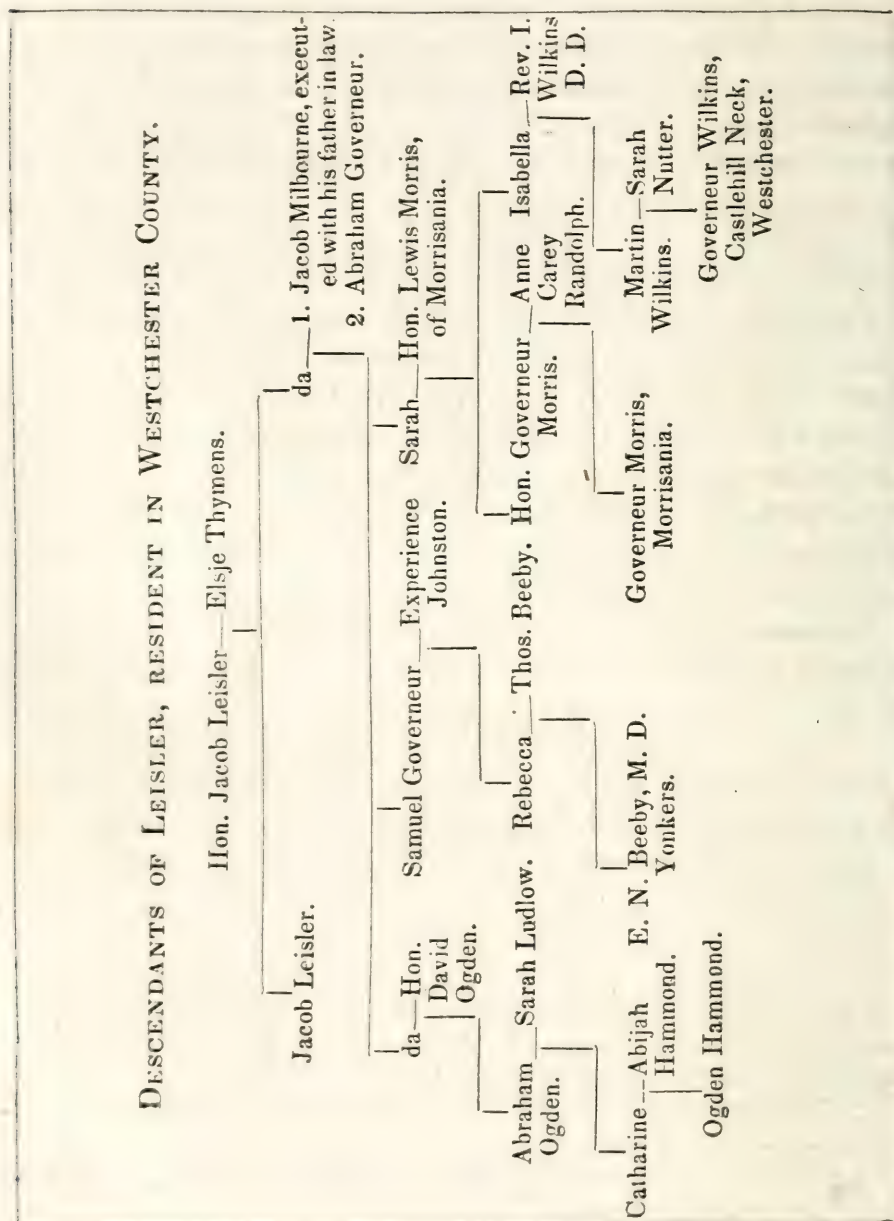 DESCENDANTS OF LEISLER, RESIDENT IN WESTCHESTER COUNTY.
Hon. Jacob Leisler—Elsje Thymens.
Jacob Leisler.
da—1. Jacob Milbourne, execut-
ed with his father in law.
2. Abraham Governeur.
da—Hon.
David
Ogden.
Samuel Governeur—Experience
Johnston.
Sarah—Hon. Lewis Morris,
of Morrisania.
Abraham—Sarah Ludlow.
Ogden.
Rebecca—Thos. Beeby.
Hon. Governeur—Anne
Morris. Carey
Randolph.
Isabella—Rev. I.
Wilkins
D. D.
Catharine—Abijah
Hammond.
E. N. Beeby, M. D.
Yonkers.
Governeur Morris,
Morrisania.
Martin—Sarah
Wilkins. Nutter.
Ogden Hammond.
Governeur Wilkins,
Castlehill Neck,
Westchester.